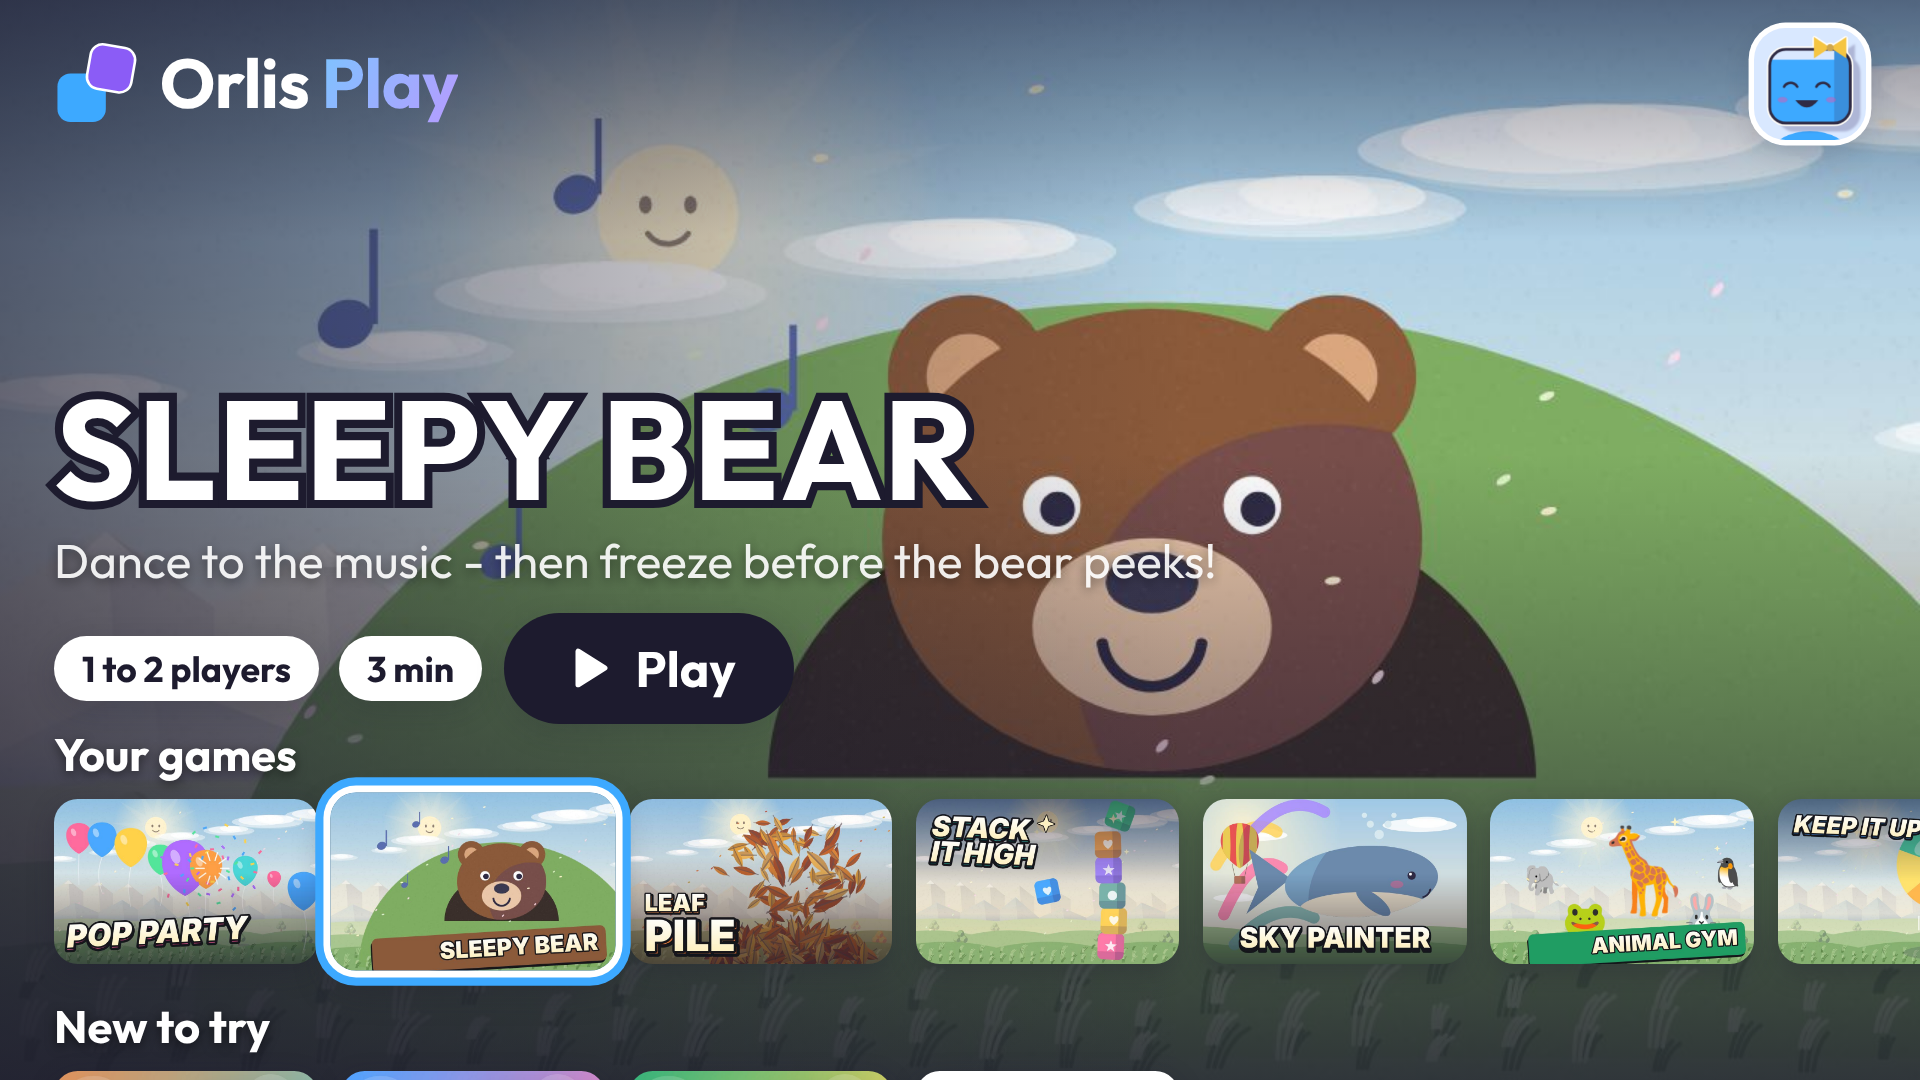 Orlis Play
SLEEPY BEAR
Dance to the music - then freeze before the bear peeks!
1 to 2 players
3 min
Play
Your games
POP PARTY
SLEEPY BEAR
LEAF
PILE
STACK
IT HIGH
SKY PAINTER
ANIMAL GYM
KEEP IT UP
New to try